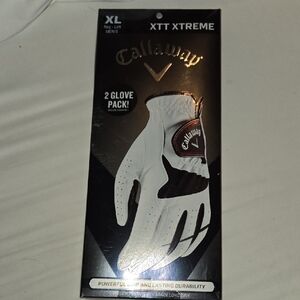 XL
XTT XTREME
Callaway
2 GLOVE
PACK!
Callaway
POWERFUL GRIP AND LASTING DURABILITY